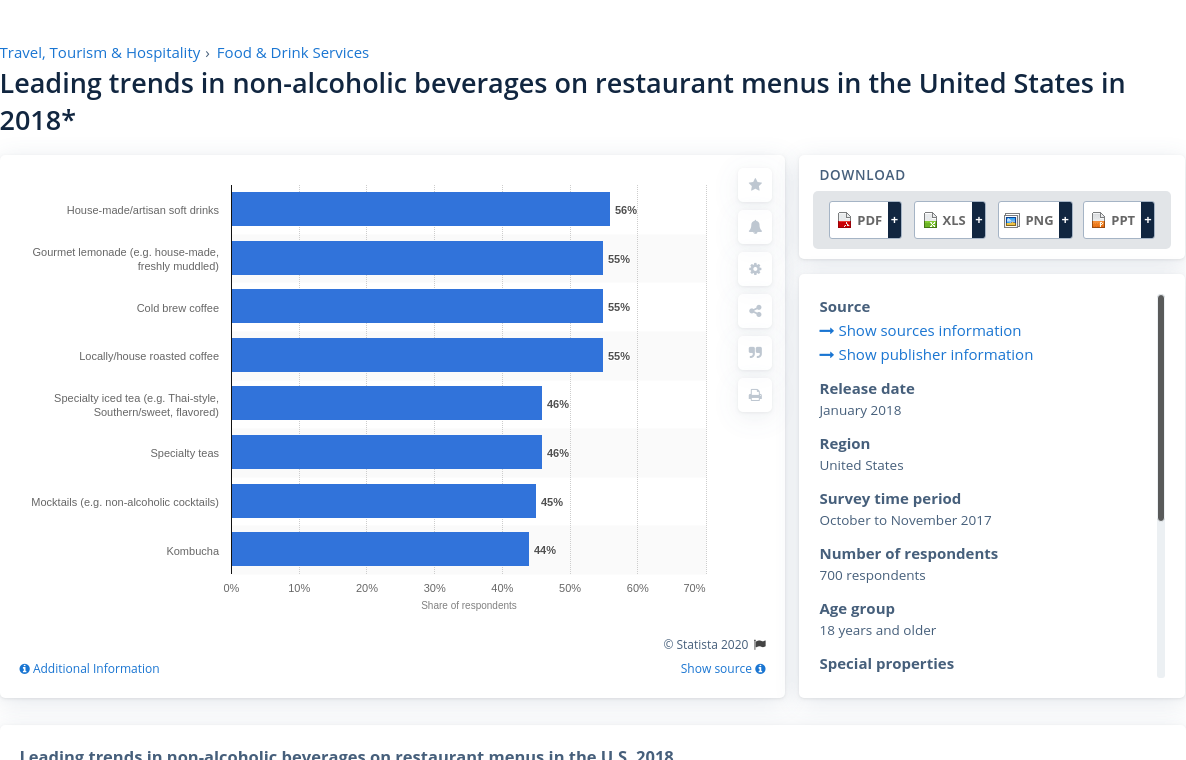 Travel, Tourism & Hospitality › Food & Drink Services
Leading trends in non-alcoholic beverages on restaurant menus in the United States in
2018*
House-made/artisan soft drinks
56%
Gourmet lemonade (e.g. house-made,
freshly muddled)
55%
Cold brew coffee
55%
Locally/house roasted coffee
55%
Specialty iced tea (e.g. Thai-style,
Southern/sweet, flavored)
46%
Specialty teas
46%
Mocktails (e.g. non-alcoholic cocktails)
45%
Kombucha
44%
0% 10% 20% 30% 40% 50% 60% 70%
Share of respondents
© Statista 2020
Additional Information
Show source
DOWNLOAD
PDF + XLS + PNG + PPT +
Source
Show sources information
Show publisher information
Release date
January 2018
Region
United States
Survey time period
October to November 2017
Number of respondents
700 respondents
Age group
18 years and older
Special properties
Leading trends in non-alcoholic beverages on restaurant menus in the U.S. 2018